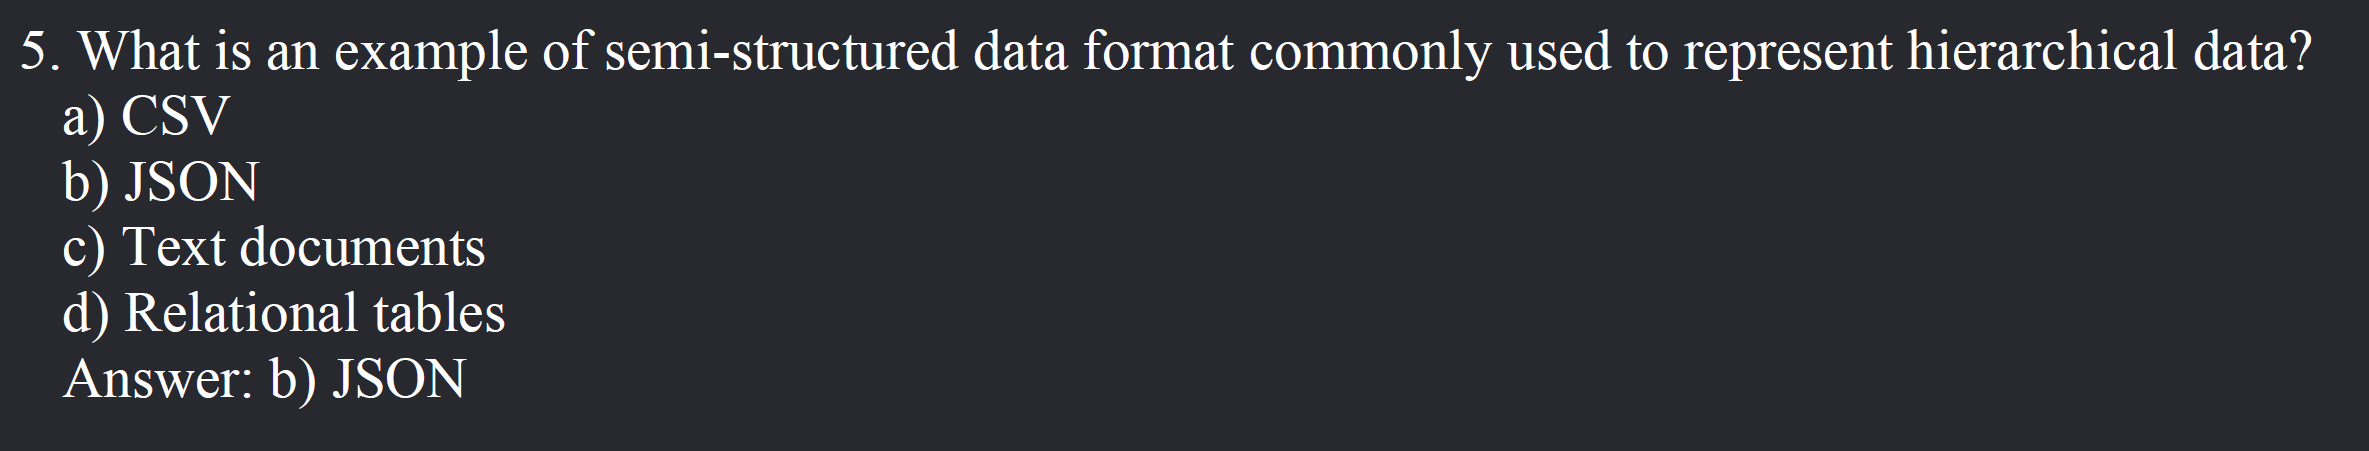 5. What is an example of semi-structured data format commonly used to represent hierarchical data?
a) CSV
b) JSON
c) Text documents
d) Relational tables
Answer: b) JSON